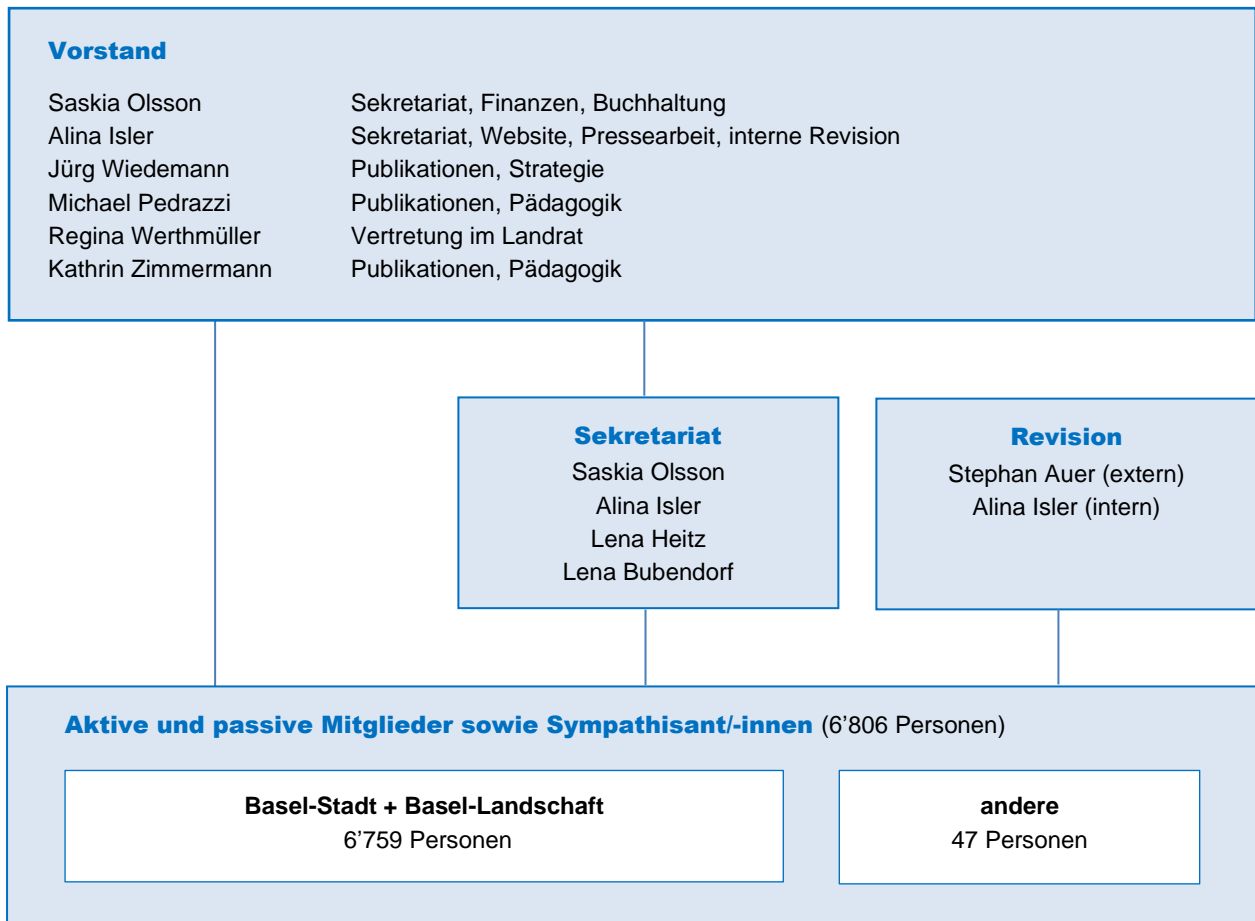 Vorstand
Saskia Olsson Sekretariat, Finanzen, Buchhaltung
Alina Isler Sekretariat, Website, Pressearbeit, interne Revision
Jürg Wiedemann Publikationen, Strategie
Michael Pedrazzi Publikationen, Pädagogik
Regina Werthmüller Vertretung im Landrat
Kathrin Zimmermann Publikationen, Pädagogik
Sekretariat
Saskia Olsson
Alina Isler
Lena Heitz
Lena Bubendorf
Revision
Stephan Auer (extern)
Alina Isler (intern)
Aktive und passive Mitglieder sowie Sympathisant/-innen (6’806 Personen)
Basel-Stadt + Basel-Landschaft
6’759 Personen
andere
47 Personen